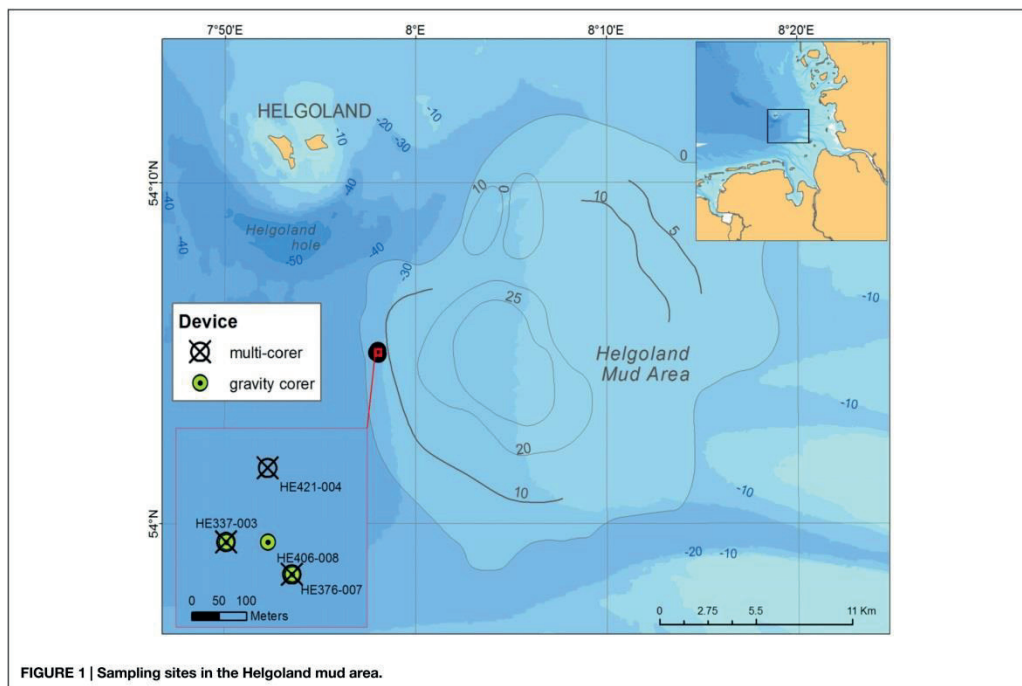 7°50'E
8°E
8°10'E
8°20'E
HELGOLAND
-10
-10
-20
-30
-40
0
54°10'N
10
0
10
5
-40
-40
Helgoland
hole
-40
-50
-30
25
-10
Device
multi-corer
gravity corer
Helgoland
Mud Area
-10
20
10
-10
HE421-004
54°N
HE337-003
HE406-008
HE376-007
-20
-10
0 50 100
Meters
0 2.75 5.5 11 Km
FIGURE 1 | Sampling sites in the Helgoland mud area.